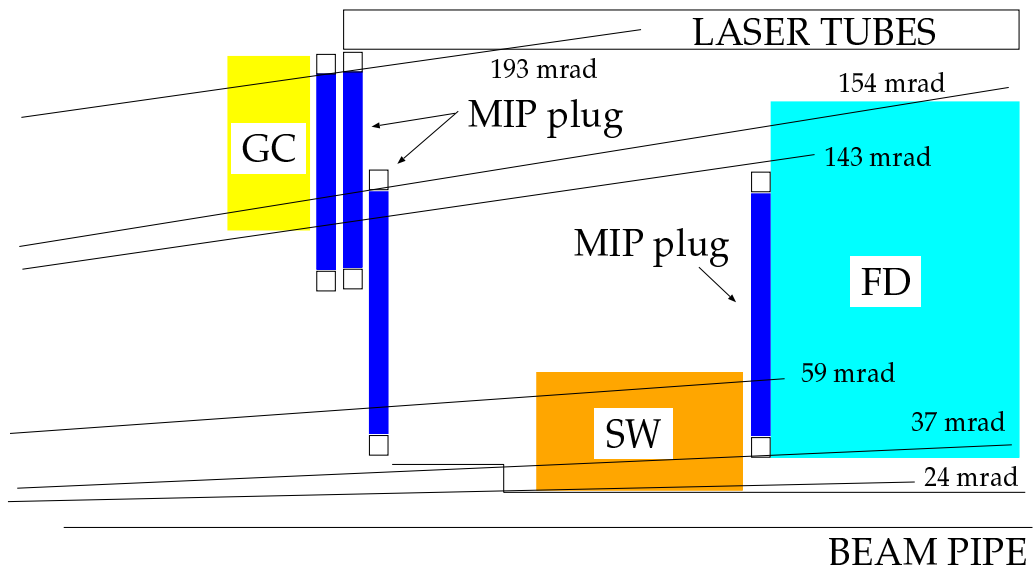 LASER TUBES
193 mrad
154 mrad
MIP plug
GC
143 mrad
MIP plug
FD
59 mrad
37 mrad
SW
24 mrad
BEAM PIPE